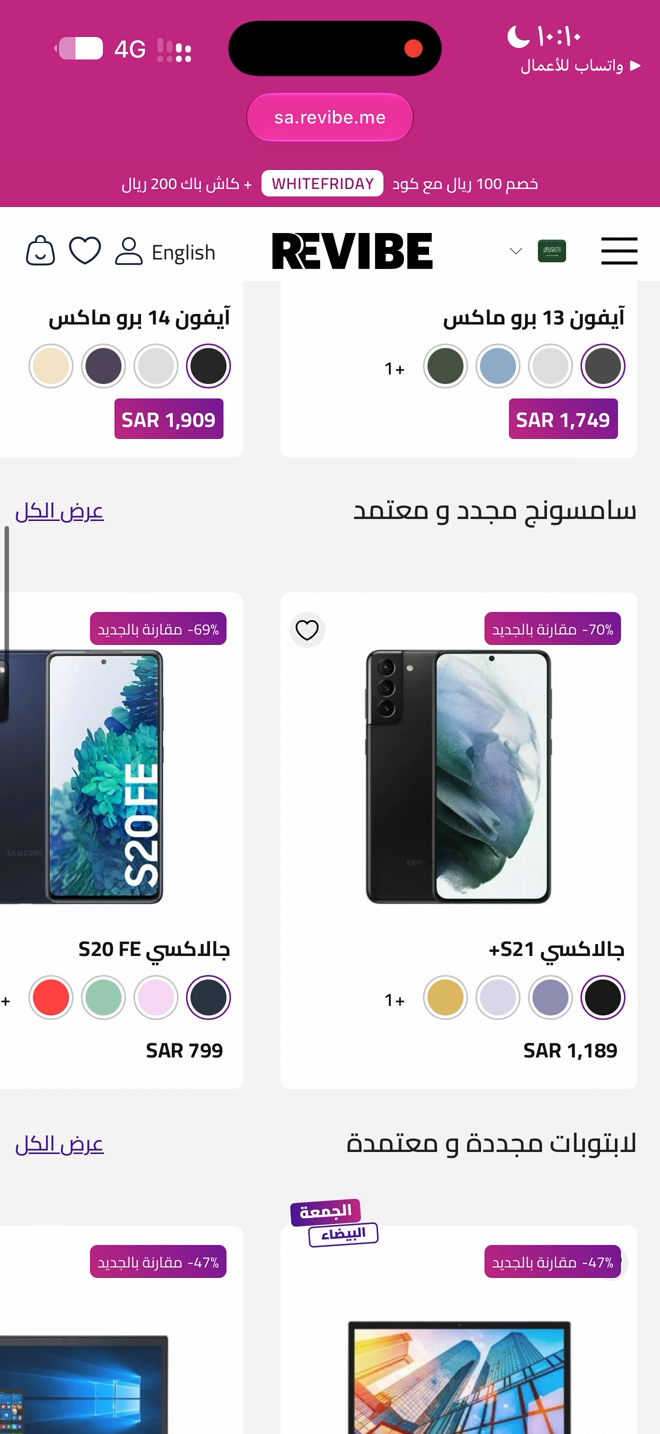 ١٠:١٠
4G
◀ واتساب للأعمال
sa.revibe.me
خصم 100 ريال مع كود WHITEFRIDAY + كاش باك 200 ريال
REVIBE
English
آيفون 13 برو ماكس
+1
SAR 1,749
آيفون 14 برو ماكس
SAR 1,909
سامسونج مجدد و معتمد
عرض الكل
-70% مقارنة بالجديد
جالاكسي S21+
+1
SAR 1,189
-69% مقارنة بالجديد
S20 FE
SAMSUNG
جالاكسي S20 FE
+
SAR 799
لابتوبات مجددة و معتمدة
عرض الكل
الجمعة
البيضاء
-47% مقارنة بالجديد
-47% مقارنة بالجديد